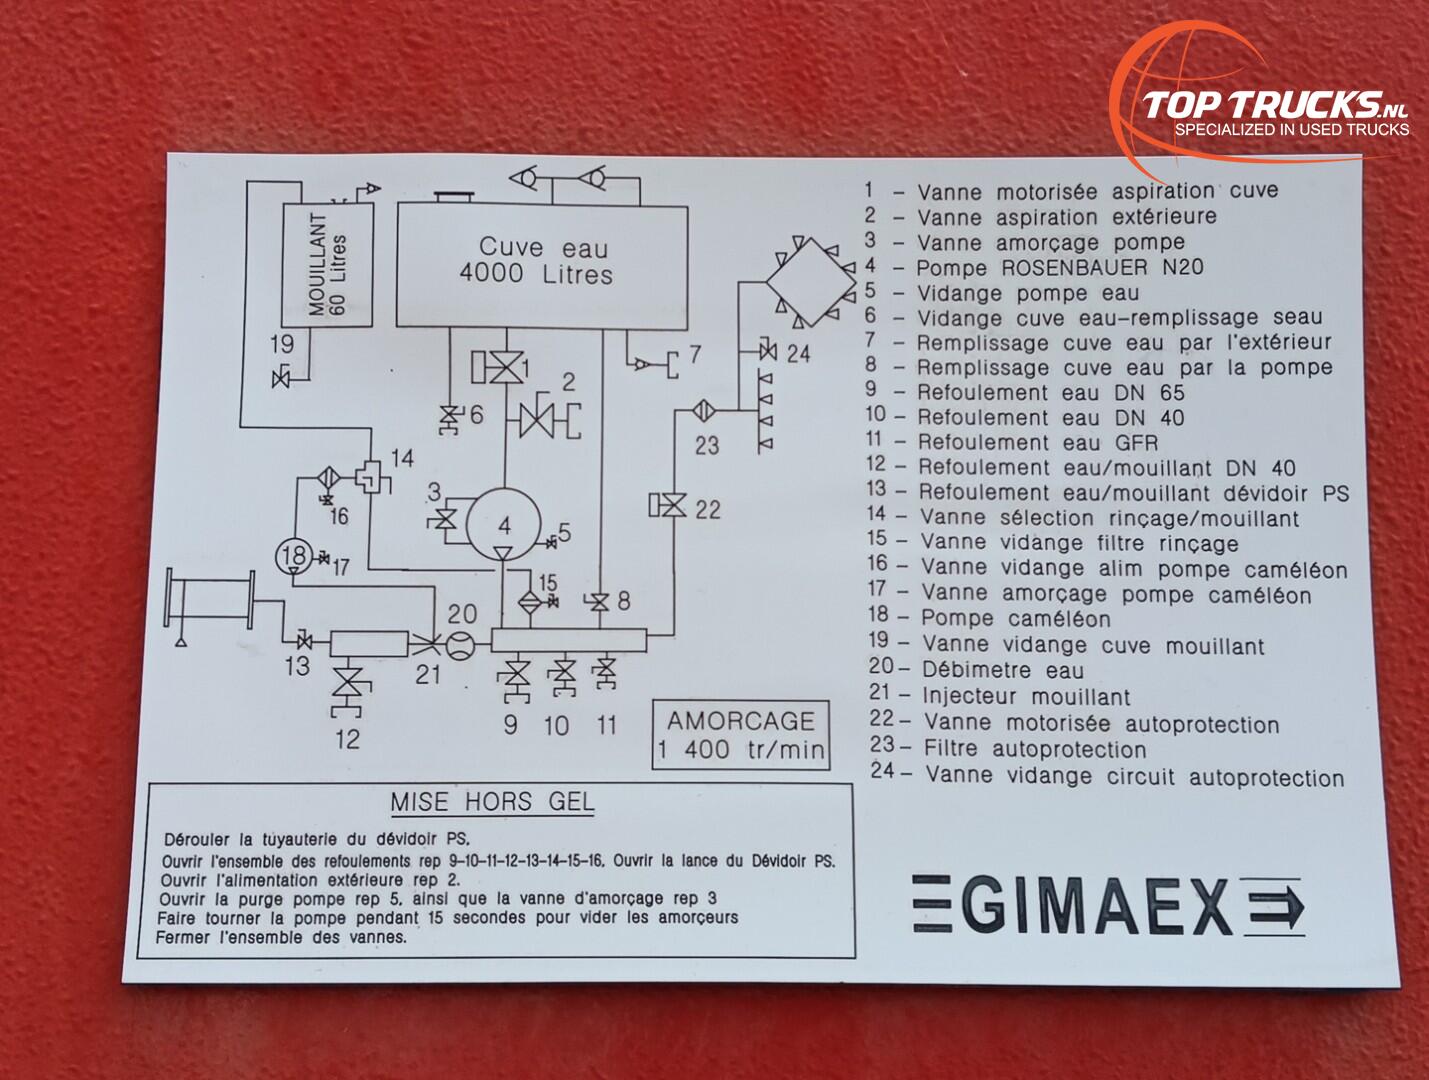 TOP TRUCKS.NL
SPECIALIZED IN USED TRUCKS
MOUILLANT
60 Litres
Cuve eau
4000 Litres
19
1
2
6
7
24
14
16
3
4
5
23
22
18
17
15
8
20
13
21
12
9
10
11
AMORCAGE
1 400 tr/min
1 – Vanne motorisée aspiration cuve
2 – Vanne aspiration extérieure
3 – Vanne amorçage pompe
4 – Pompe ROSENBAUER N20
5 – Vidange pompe eau
6 – Vidange cuve eau–remplissage seau
7 – Remplissage cuve eau par l'extérieur
8 – Remplissage cuve eau par la pompe
9 – Refoulement eau DN 65
10 – Refoulement eau DN 40
11 – Refoulement eau GFR
12 – Refoulement eau/mouillant DN 40
13 – Refoulement eau/mouillant dévidoir PS
14 – Vanne sélection rinçage/mouillant
15 – Vanne vidange filtre rinçage
16 – Vanne vidange alim pompe caméléon
17 – Vanne amorçage pompe caméléon
18 – Pompe caméléon
19 – Vanne vidange cuve mouillant
20 – Débimetre eau
21 – Injecteur mouillant
22 – Vanne motorisée autoprotection
23 – Filtre autoprotection
24 – Vanne vidange circuit autoprotection
MISE HORS GEL
Dérouler la tuyauterie du dévidoir PS.
Ouvrir l'ensemble des refoulements rep 9–10–11–12–13–14–15–16. Ouvrir la lance du Dévidoir PS.
Ouvrir l'alimentation extérieure rep 2.
Ouvrir la purge pompe rep 5, ainsi que la vanne d'amorçage rep 3
Faire tourner la pompe pendant 15 secondes pour vider les amorçeurs
Fermer l'ensemble des vannes.
GIMAEX